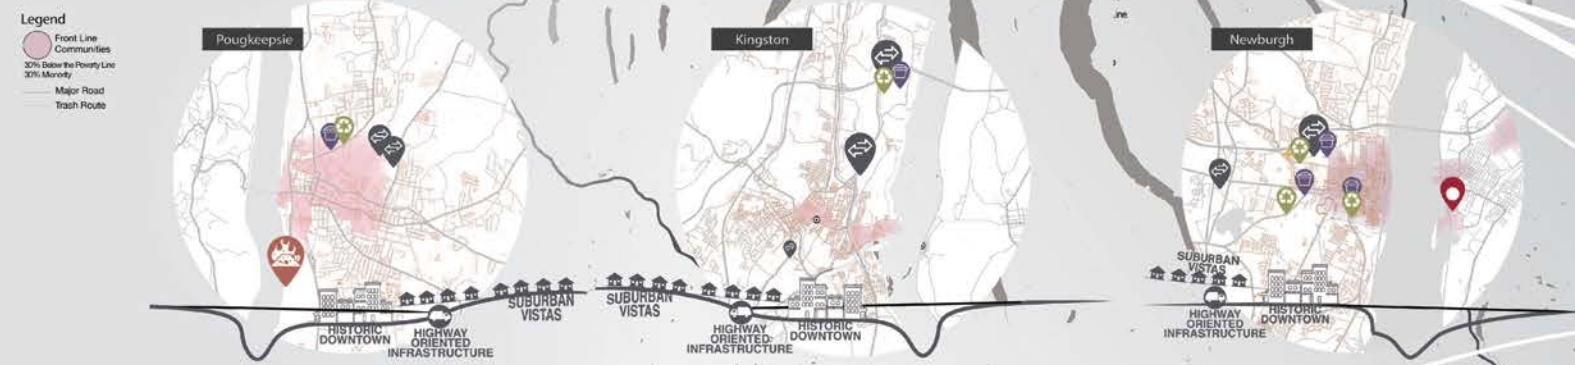 Legend
Front Line
Communities
30% Below the Poverty Line
30% Minority
Major Road
Trash Route
Pougkeepsie
Kingston
Newburgh
HISTORIC
DOWNTOWN
HIGHWAY
ORIENTED
INFRASTRUCTURE
SUBURBAN
VISTAS
SUBURBAN
VISTAS
HIGHWAY
ORIENTED
INFRASTRUCTURE
HISTORIC
DOWNTOWN
SUBURBAN
VISTAS
HIGHWAY
ORIENTED
INFRASTRUCTURE
HISTORIC
DOWNTOWN